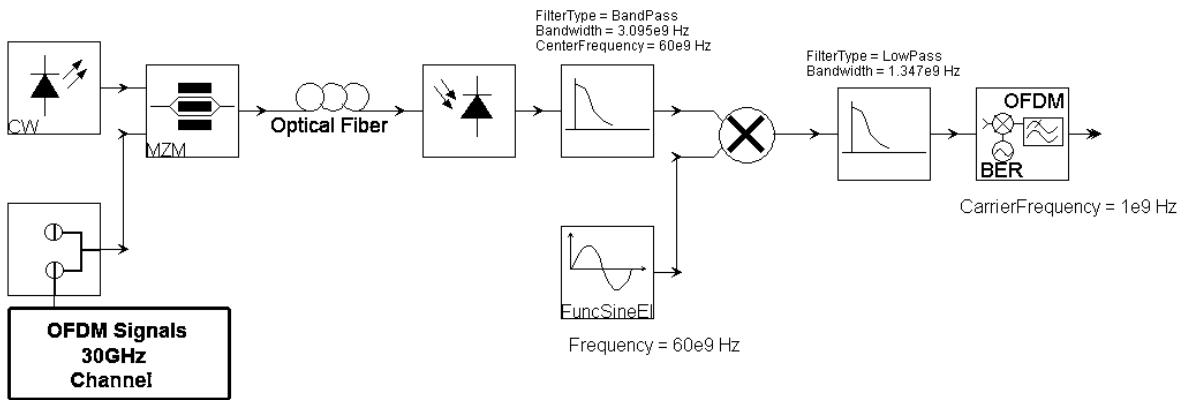 FilterType = BandPass
Bandwidth = 3.095e9 Hz
CenterFrequency = 60e9 Hz
FilterType = LowPass
Bandwidth = 1.347e9 Hz
CW
MZM
Optical Fiber
OFDM
BER
CarrierFrequency = 1e9 Hz
FuncSineEl
Frequency = 60e9 Hz
OFDM Signals
30GHz
Channel